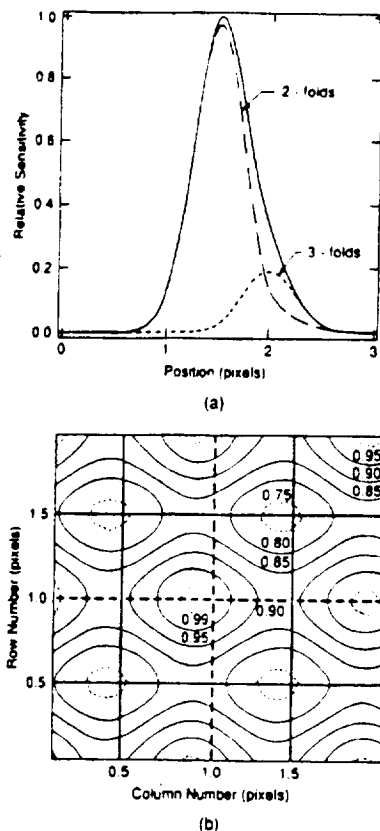 1.0
0.8
0.6
0.4
0.2
0.0
Relative Sensitivity
2 - folds
3 - folds
0 1 2 3
Position (pixels)
(a)
0.95
0.90
0.85
0.75
1.5
0.80
0.85
Row Number (pixels)
1.0
0.99
0.90
0.95
0.5
0.5 1.0 1.5
Column Number (pixels)
(b)